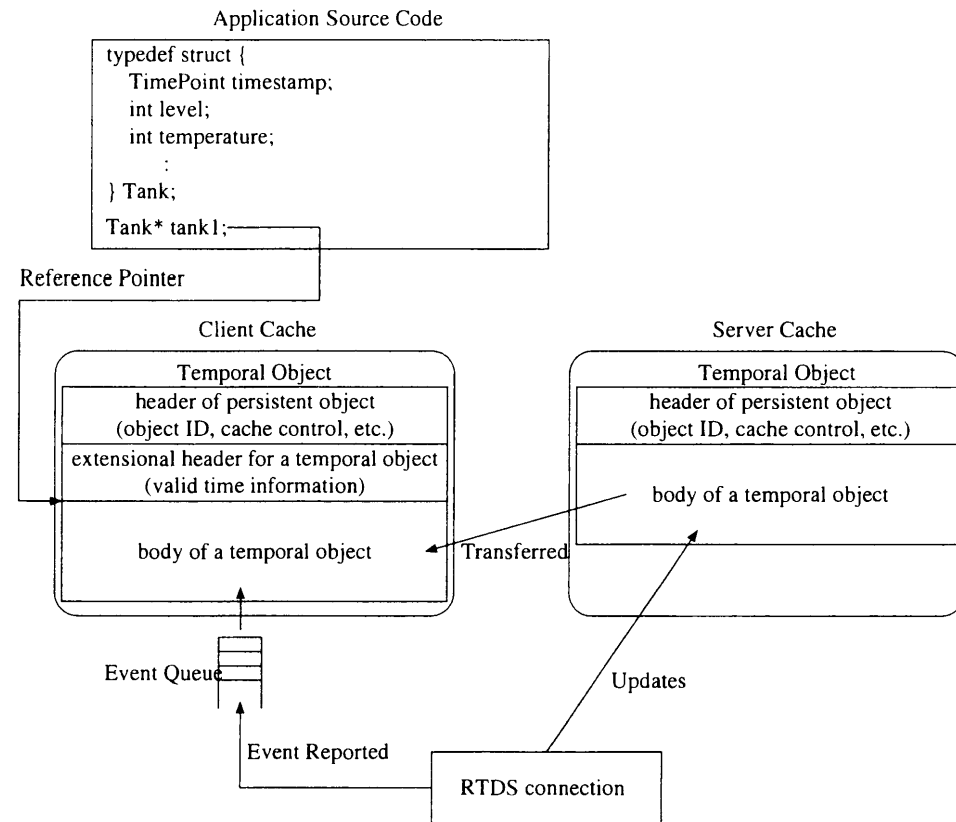 Application Source Code
typedef struct {
TimePoint timestamp;
int level;
int temperature;
:
} Tank;
Tank* tank1;
Reference Pointer
Client Cache
Server Cache
Temporal Object
header of persistent object
(object ID, cache control, etc.)
extensional header for a temporal object
(valid time information)
body of a temporal object
Temporal Object
header of persistent object
(object ID, cache control, etc.)
body of a temporal object
Transferred
Event Queue
Updates
Event Reported
RTDS connection